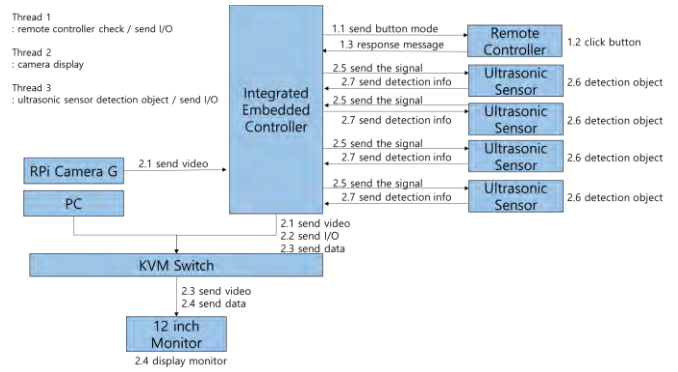 Thread 1
: remote controller check / send I/O
Thread 2
: camera display
Thread 3
: ultrasonic sensor detection object / send I/O
Integrated
Embedded
Controller
1.1 send button mode
1.3 response message
Remote
Controller
1.2 click button
2.5 send the signal
2.7 send detection info
Ultrasonic
Sensor
2.6 detection object
2.5 send the signal
2.7 send detection info
Ultrasonic
Sensor
2.6 detection object
2.5 send the signal
2.7 send detection info
Ultrasonic
Sensor
2.6 detection object
2.5 send the signal
2.7 send detection info
Ultrasonic
Sensor
2.6 detection object
RPi Camera G
2.1 send video
PC
2.1 send video
2.2 send I/O
2.3 send data
KVM Switch
2.3 send video
2.4 send data
12 inch
Monitor
2.4 display monitor